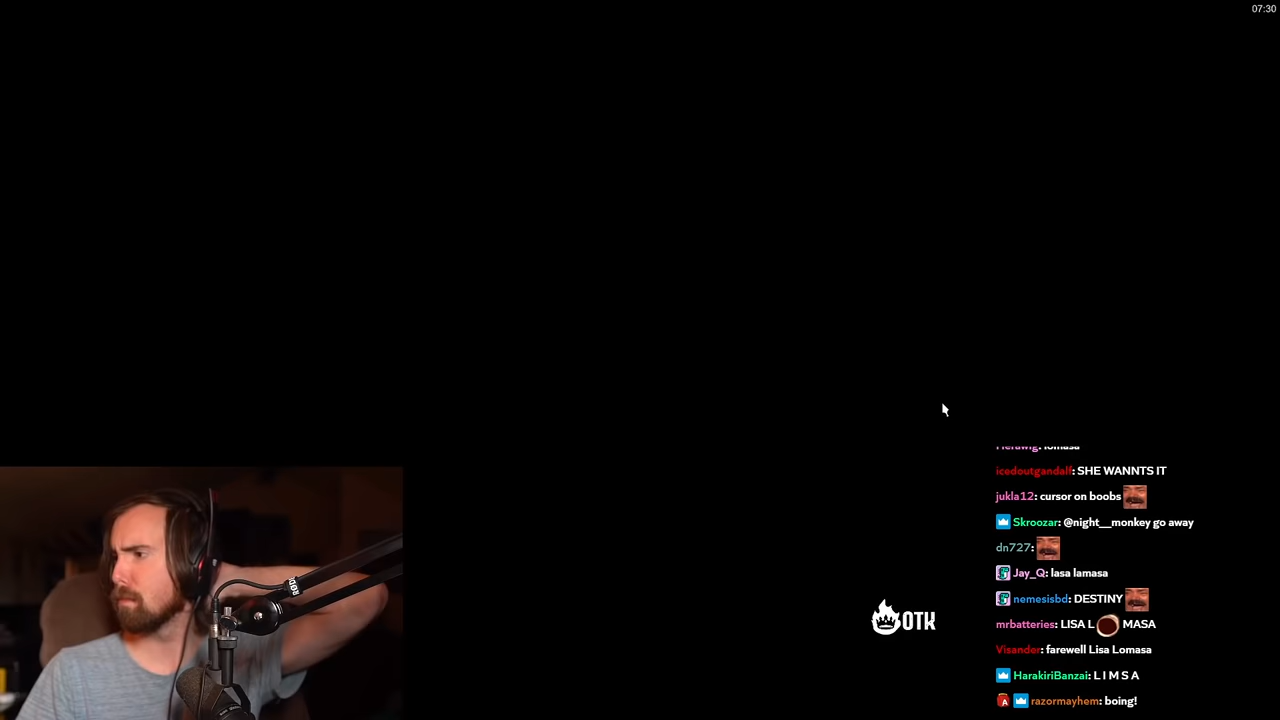 07:30
icedoutgandalf: SHE WANNTS IT
jukla12: cursor on boobs
Skroozar: @night__monkey go away
dn727:
Jay_Q: lasa lamasa
nemesisbd: DESTINY
mrbatteries: LISA L MASA
Visander: farewell Lisa Lomasa
HarakiriBanzai: L I M S A
razormayhem: boing!
OTK
RODE